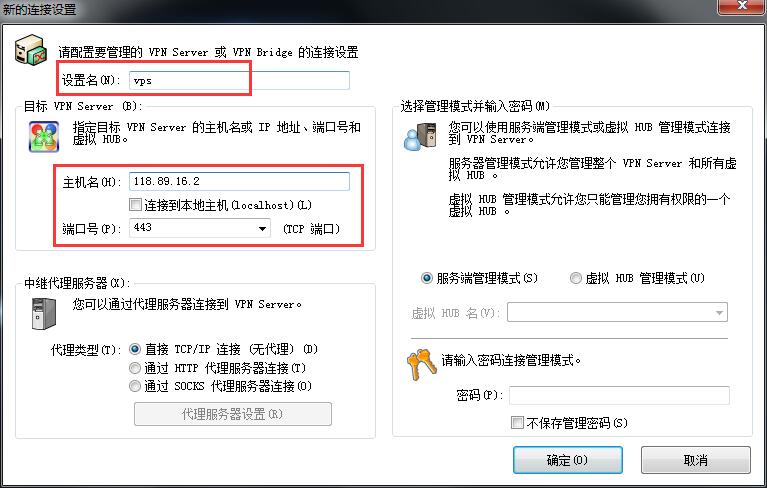 新的连接设置
请配置要管理的 VPN Server 或 VPN Bridge 的连接设置
设置名(N): vps
目标 VPN Server (B):
指定目标 VPN Server 的主机名或 IP 地址、端口号和
虚拟 HUB。
主机名(H): 118.89.16.2
连接到本地主机(localhost)(L)
端口号(P): 443 (TCP 端口)
中继代理服务器(X):
您可以通过代理服务器连接到 VPN Server。
代理类型(T): 直接 TCP/IP 连接 (无代理) (D)
通过 HTTP 代理服务器连接(T)
通过 SOCKS 代理服务器连接(O)
代理服务器设置(R)
选择管理模式并输入密码(M)
您可以使用服务端管理模式或虚拟 HUB 管理模式连接
到 VPN Server。
服务器管理模式允许您管理整个 VPN Server 和所有虚
拟 HUB 。
虚拟 HUB 管理模式允许您只能管理您拥有权限的一个
虚拟 HUB 。
服务端管理模式(S) 虚拟 HUB 管理模式(U)
虚拟 HUB 名(V):
请输入密码连接管理模式。
密码(P):
不保存管理密码(S)
确定(O) 取消